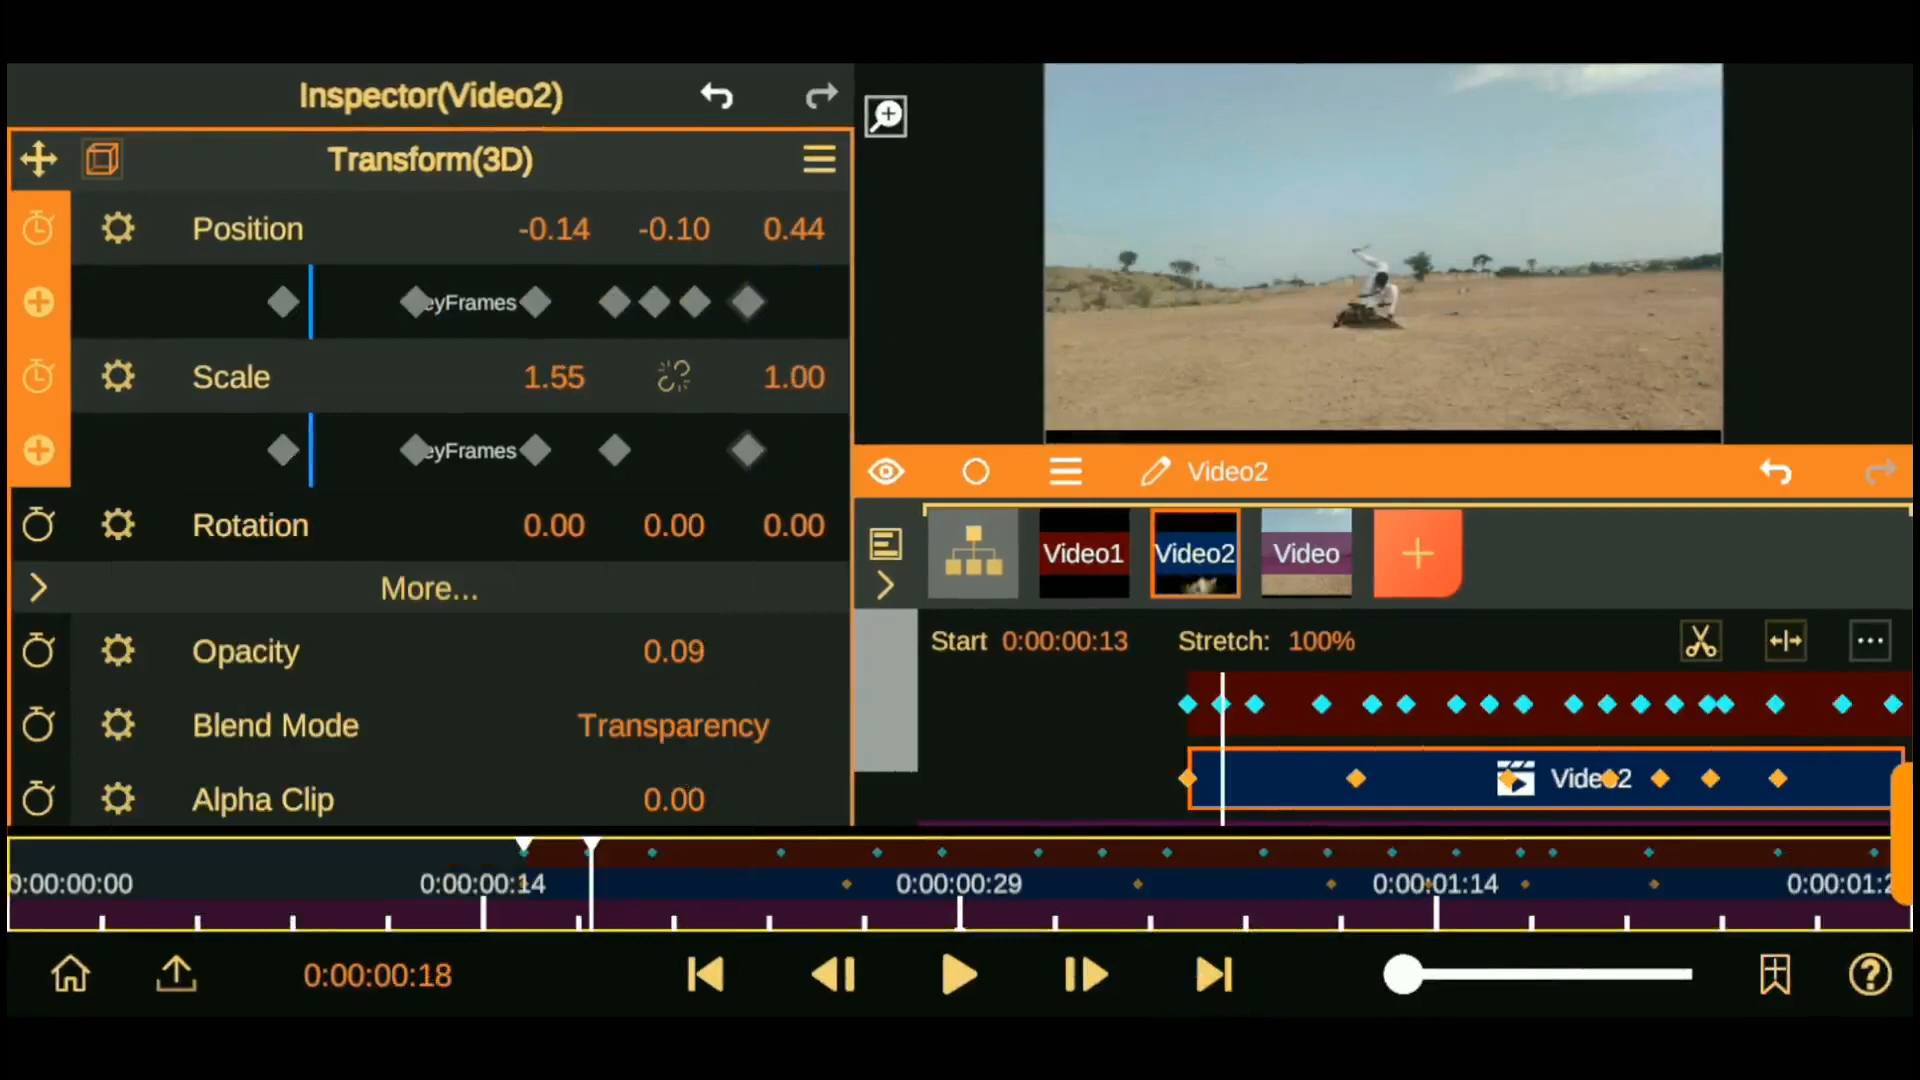 Inspector(Video2)
Transform(3D)
Position -0.14 -0.10 0.44
eyFrames
Scale 1.55 1.00
eyFrames
Rotation 0.00 0.00 0.00
More...
Opacity 0.09
Blend Mode Transparency
Alpha Clip 0.00
Video2
Video1 Video2 Video
Start 0:00:00:13 Stretch: 100%
Video2
0:00:00:00 0:00:00:14 0:00:00:29 0:00:01:14 0:00:01:2
0:00:00:18